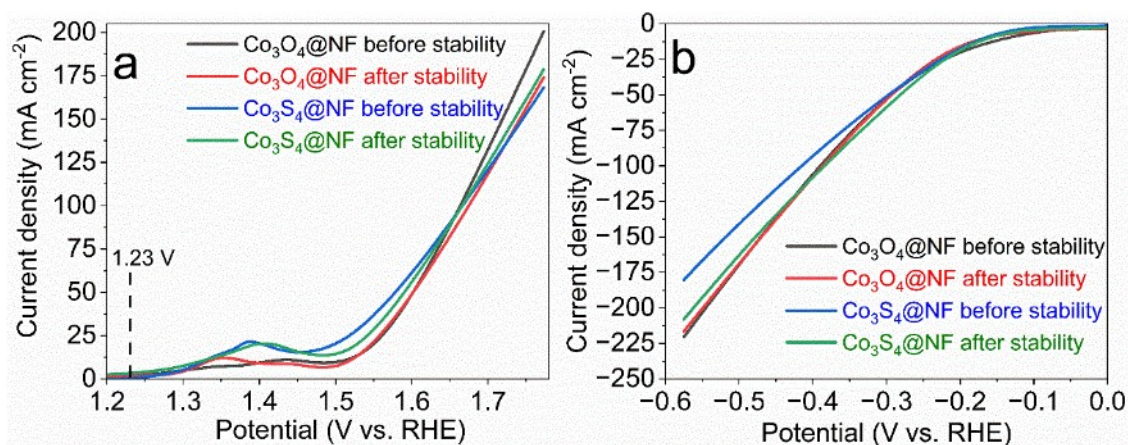 a
Co₃O₄@NF before stability
Co₃O₄@NF after stability
Co₃S₄@NF before stability
Co₃S₄@NF after stability
1.23 V
200
175
150
125
100
75
50
25
0
1.2 1.3 1.4 1.5 1.6 1.7
Current density (mA cm⁻²)
Potential (V vs. RHE)
b
0
−25
−50
−75
−100
−125
−150
−175
−200
−225
−250
Co₃O₄@NF before stability
Co₃O₄@NF after stability
Co₃S₄@NF before stability
Co₃S₄@NF after stability
−0.6 −0.5 −0.4 −0.3 −0.2 −0.1 0.0
Current density (mA cm⁻²)
Potential (V vs. RHE)